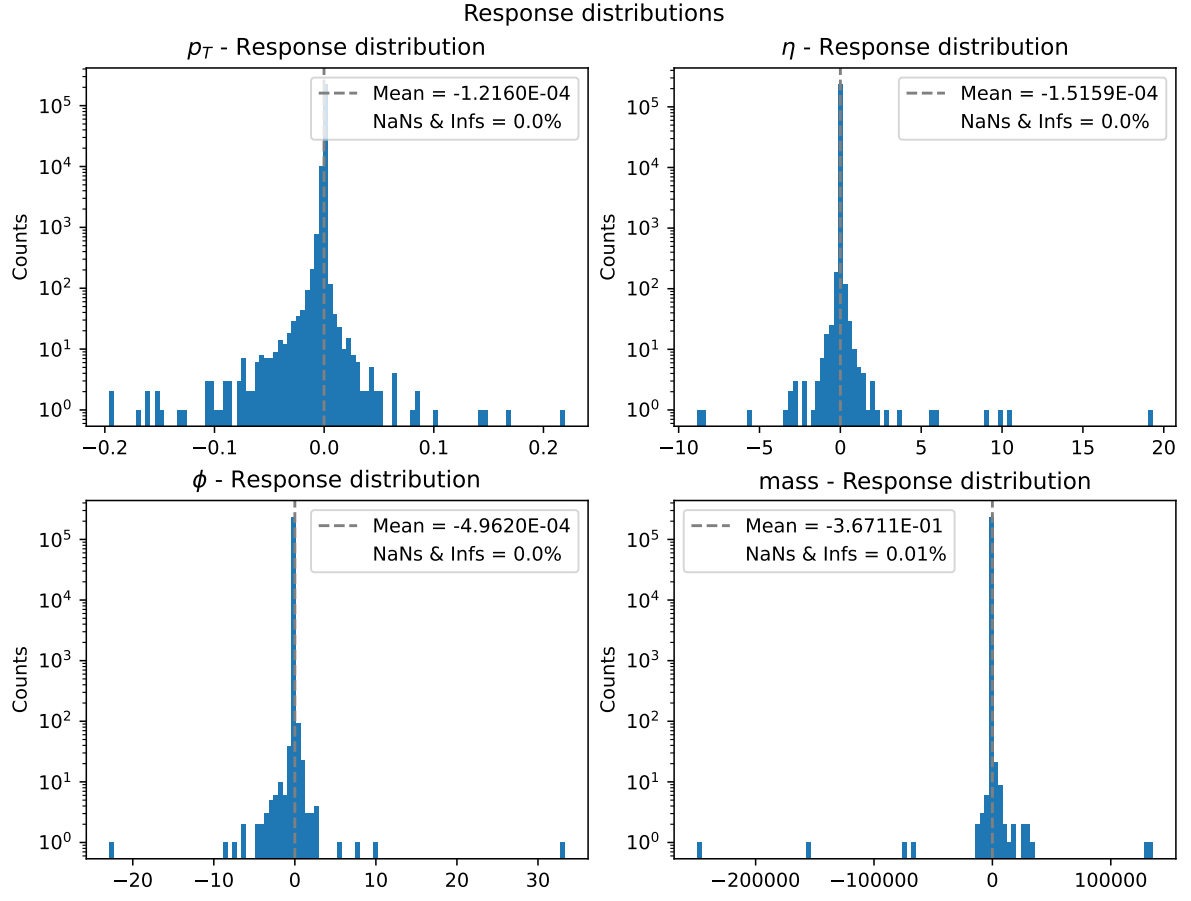 Response distributions
p_T - Response distribution
Mean = -1.2160E-04
NaNs & Infs = 0.0%
Counts
10^5
10^4
10^3
10^2
10^1
10^0
−0.2 −0.1 0.0 0.1 0.2
η - Response distribution
Mean = -1.5159E-04
NaNs & Infs = 0.0%
Counts
10^5
10^4
10^3
10^2
10^1
10^0
−10 −5 0 5 10 15 20
ϕ - Response distribution
Mean = -4.9620E-04
NaNs & Infs = 0.0%
Counts
10^5
10^4
10^3
10^2
10^1
10^0
−20 −10 0 10 20 30
mass - Response distribution
Mean = -3.6711E-01
NaNs & Infs = 0.01%
Counts
10^5
10^4
10^3
10^2
10^1
10^0
−200000 −100000 0 100000